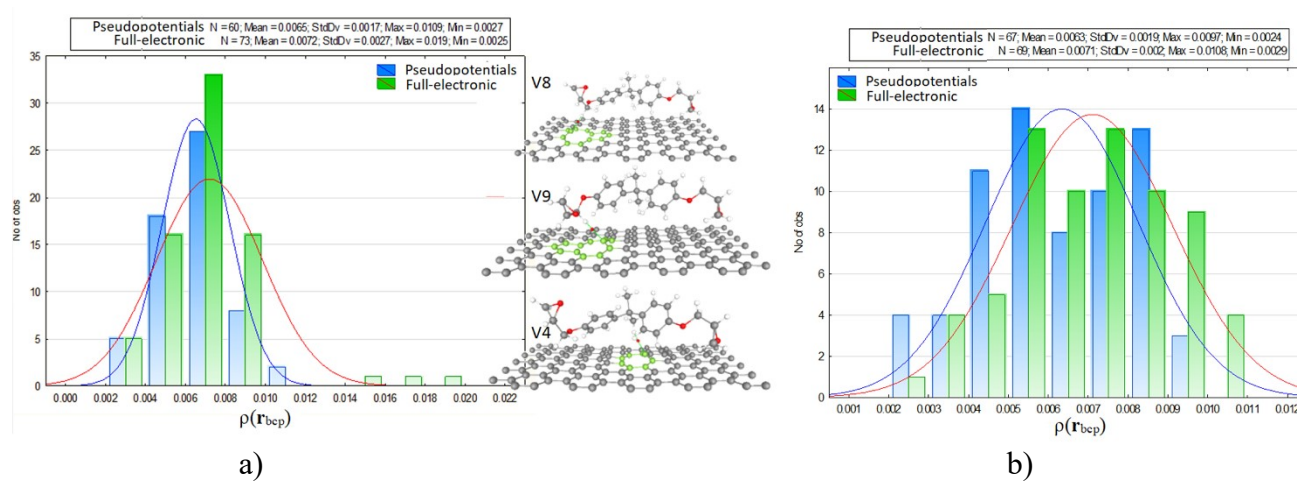 Pseudopotentials N = 60; Mean = 0.0065; StdDv = 0.0017; Max = 0.0109; Min = 0.0027
Full-electronic N = 73; Mean = 0.0072; StdDv = 0.0027; Max = 0.019; Min = 0.0025
35
30
25
20
15
10
5
0
No of obs
Pseudopotentials
Full-electronic
0.000 0.002 0.004 0.006 0.008 0.010 0.012 0.014 0.016 0.018 0.020 0.022
ρ(r_bcp)
a)
V8
V9
V4
Pseudopotentials N = 67; Mean = 0.0063; StdDv = 0.0019; Max = 0.0097; Min = 0.0024
Full-electronic N = 69; Mean = 0.0071; StdDv = 0.002; Max = 0.0108; Min = 0.0029
Pseudopotentials
Full-electronic
14
12
10
8
6
4
2
0
No of obs
0.001 0.002 0.003 0.004 0.005 0.006 0.007 0.008 0.009 0.010 0.011 0.012
ρ(r_bcp)
b)